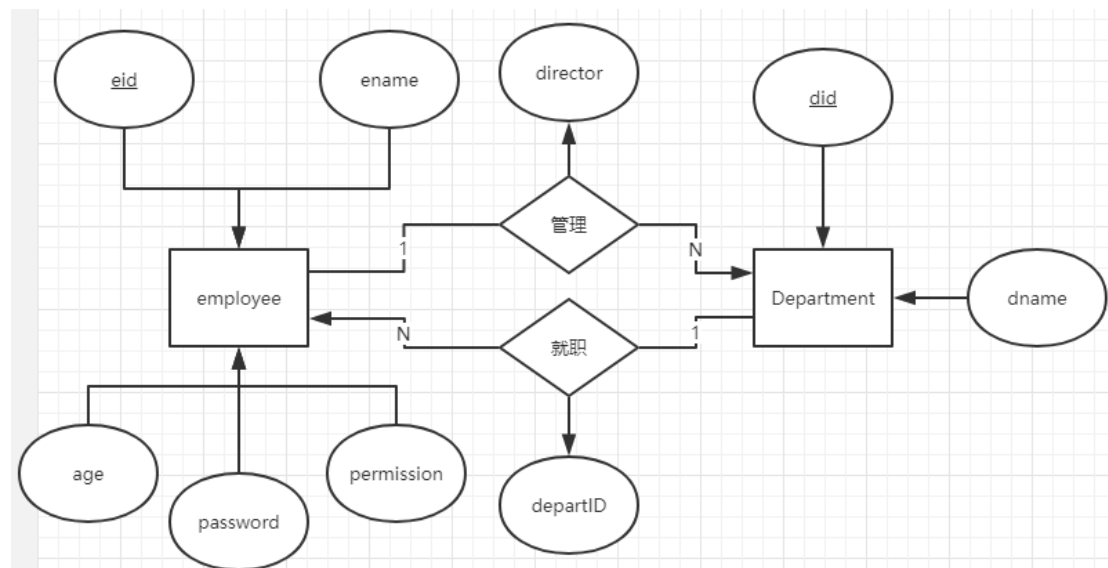 eid
ename
director
did
管理
1
N
employee
Department
dname
N
就职
1
age
password
permission
departID